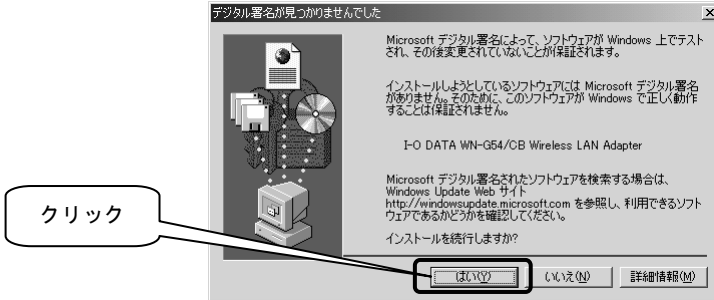 デジタル署名が見つかりませんでした
Microsoft デジタル署名によって、ソフトウェアが Windows 上でテスト
され、その後変更されていないことが保証されます。
インストールしようとしているソフトウェアには Microsoft デジタル署名
がありません。そのために、このソフトウェアが Windows で正しく動作
することは保証されません。
I-O DATA WN-G54/CB Wireless LAN Adapter
Microsoft デジタル署名されたソフトウェアを検索する場合は、
Windows Update Web サイト
http://windowsupdate.microsoft.com を参照し、利用できるソフト
ウェアであるかどうかを確認してください。
インストールを続行しますか?
クリック
はい(Y) いいえ(N) 詳細情報(M)